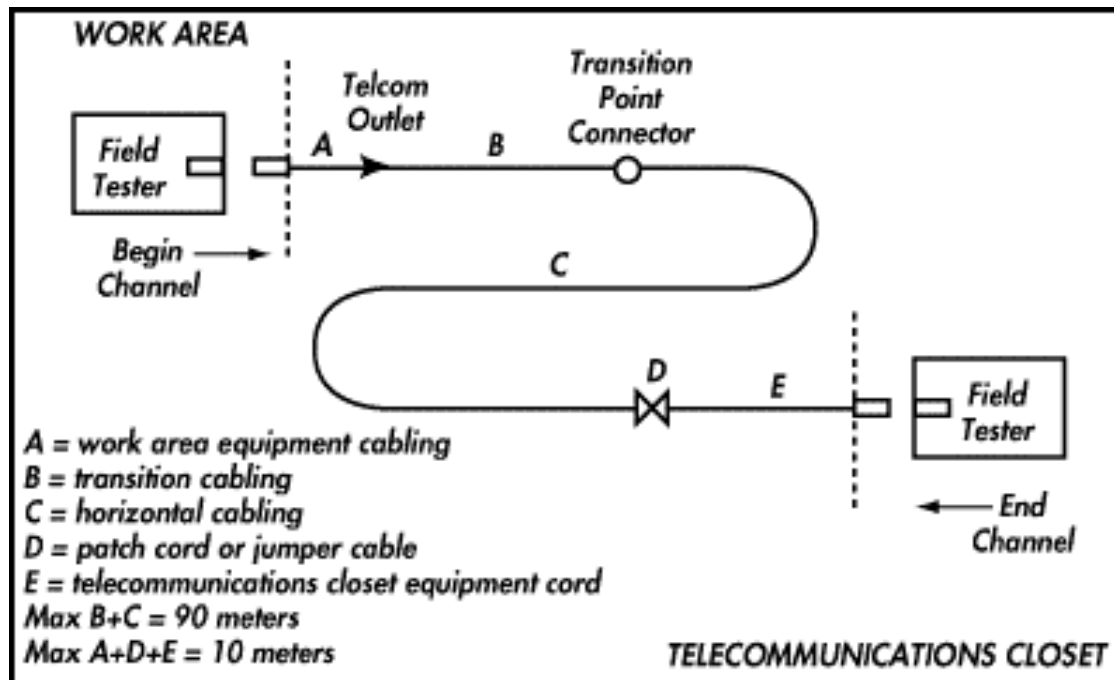 WORK AREA
Telcom
Outlet
Transition
Point
Connector
Field
Tester
A
B
Begin
Channel
C
D
E
Field
Tester
End
Channel
A = work area equipment cabling
B = transition cabling
C = horizontal cabling
D = patch cord or jumper cable
E = telecommunications closet equipment cord
Max B+C = 90 meters
Max A+D+E = 10 meters
TELECOMMUNICATIONS CLOSET